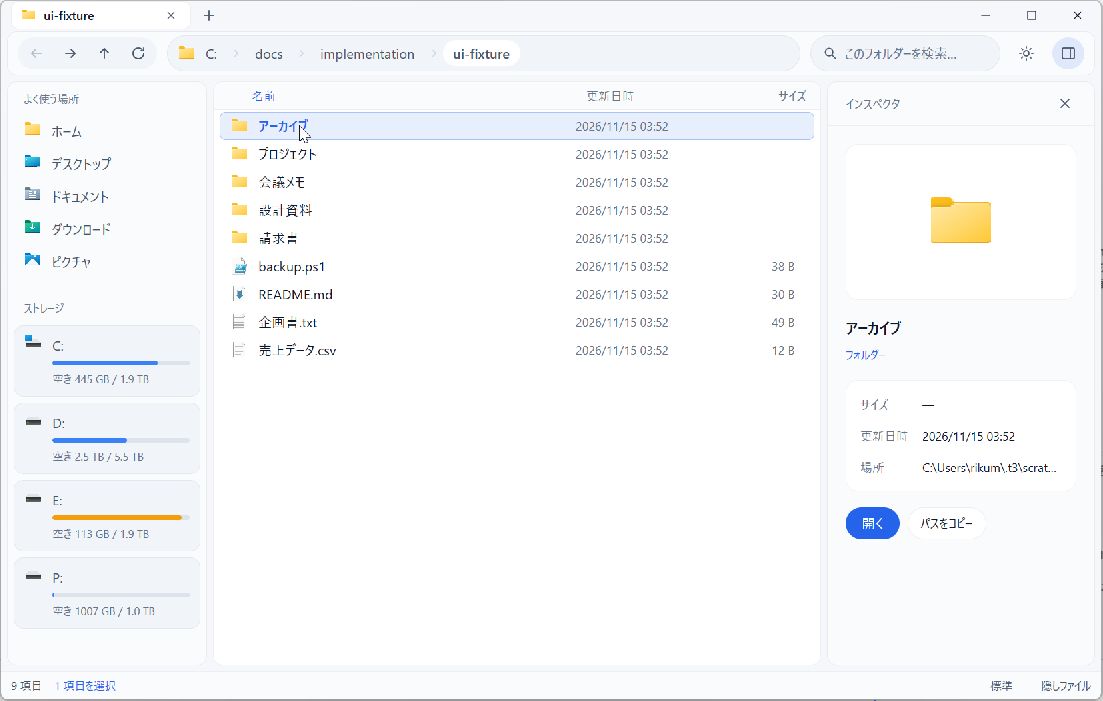 ui-fixture
C: docs implementation ui-fixture
このフォルダーを検索...
よく使う場所
ホーム
デスクトップ
ドキュメント
ダウンロード
ピクチャ
ストレージ
C:
空き 445 GB / 1.9 TB
D:
空き 2.5 TB / 5.5 TB
E:
空き 113 GB / 1.9 TB
P:
空き 1007 GB / 1.0 TB
名前 更新日時 サイズ
アーカイブ 2026/11/15 03:52
プロジェクト 2026/11/15 03:52
会議メモ 2026/11/15 03:52
設計資料 2026/11/15 03:52
請求書 2026/11/15 03:52
backup.ps1 2026/11/15 03:52 38 B
README.md 2026/11/15 03:52 30 B
企画書.txt 2026/11/15 03:52 49 B
売上データ.csv 2026/11/15 03:52 12 B
インスペクタ
アーカイブ
フォルダー
サイズ —
更新日時 2026/11/15 03:52
場所 C:\Users\rikum\.t3\scrat...
開く パスをコピー
9 項目 1 項目を選択 標準 隠しファイル